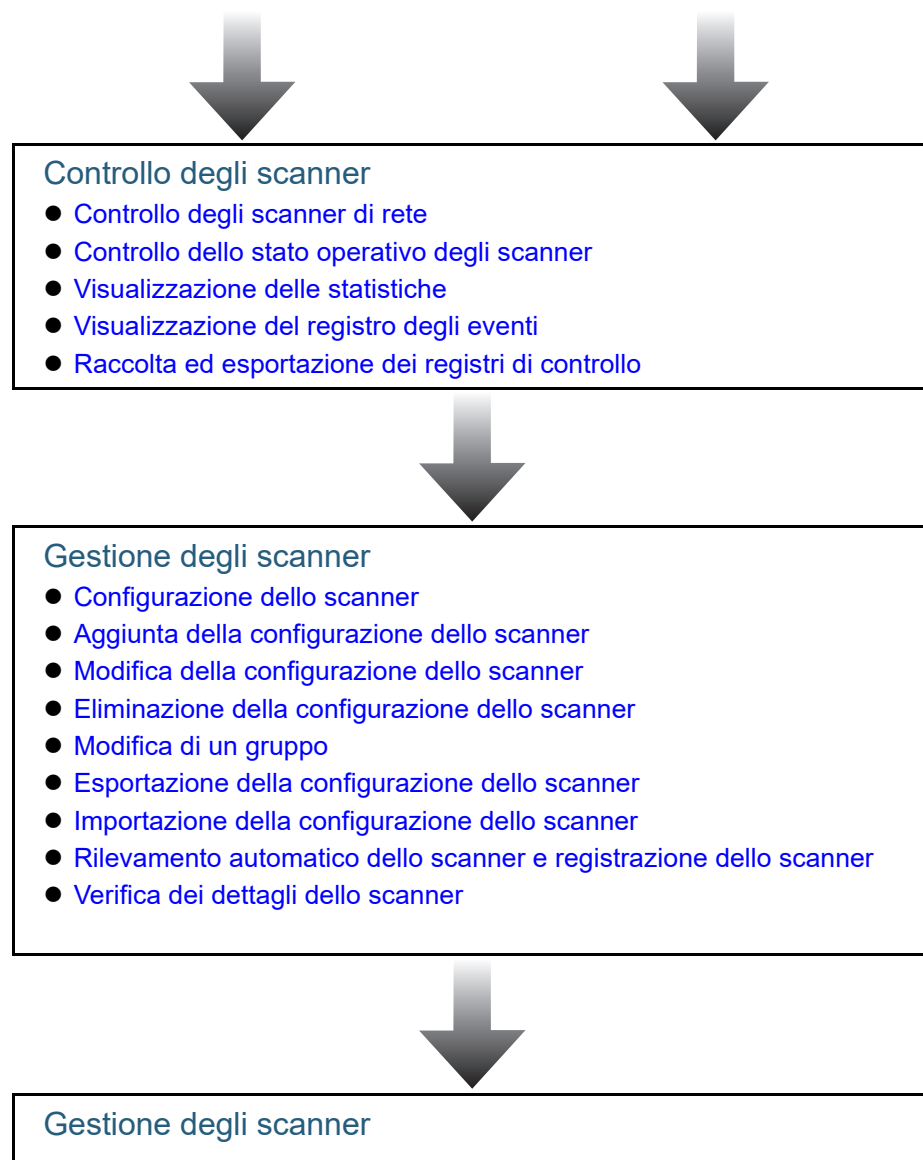 Controllo degli scanner
● Controllo degli scanner di rete
● Controllo dello stato operativo degli scanner
● Visualizzazione delle statistiche
● Visualizzazione del registro degli eventi
● Raccolta ed esportazione dei registri di controllo
Gestione degli scanner
● Configurazione dello scanner
● Aggiunta della configurazione dello scanner
● Modifica della configurazione dello scanner
● Eliminazione della configurazione dello scanner
● Modifica di un gruppo
● Esportazione della configurazione dello scanner
● Importazione della configurazione dello scanner
● Rilevamento automatico dello scanner e registrazione dello scanner
● Verifica dei dettagli dello scanner
Gestione degli scanner